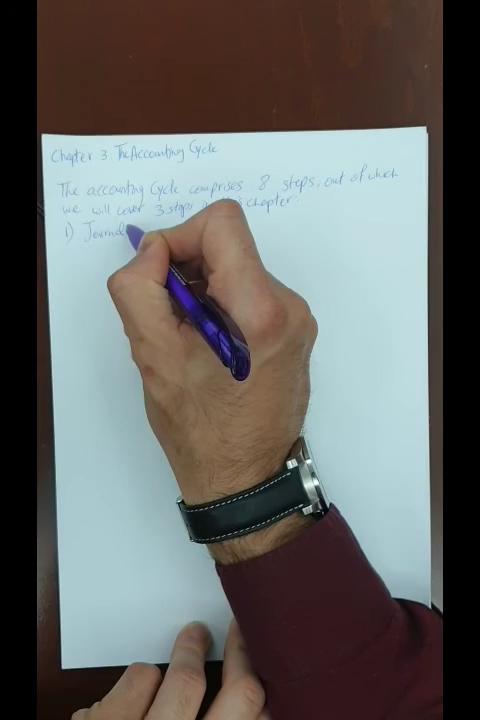 Chapter 3 The Accounting Cycle
The accounting Cycle comprises 8 steps, out of which
we will cover 3 steps chapter.
1) Journal